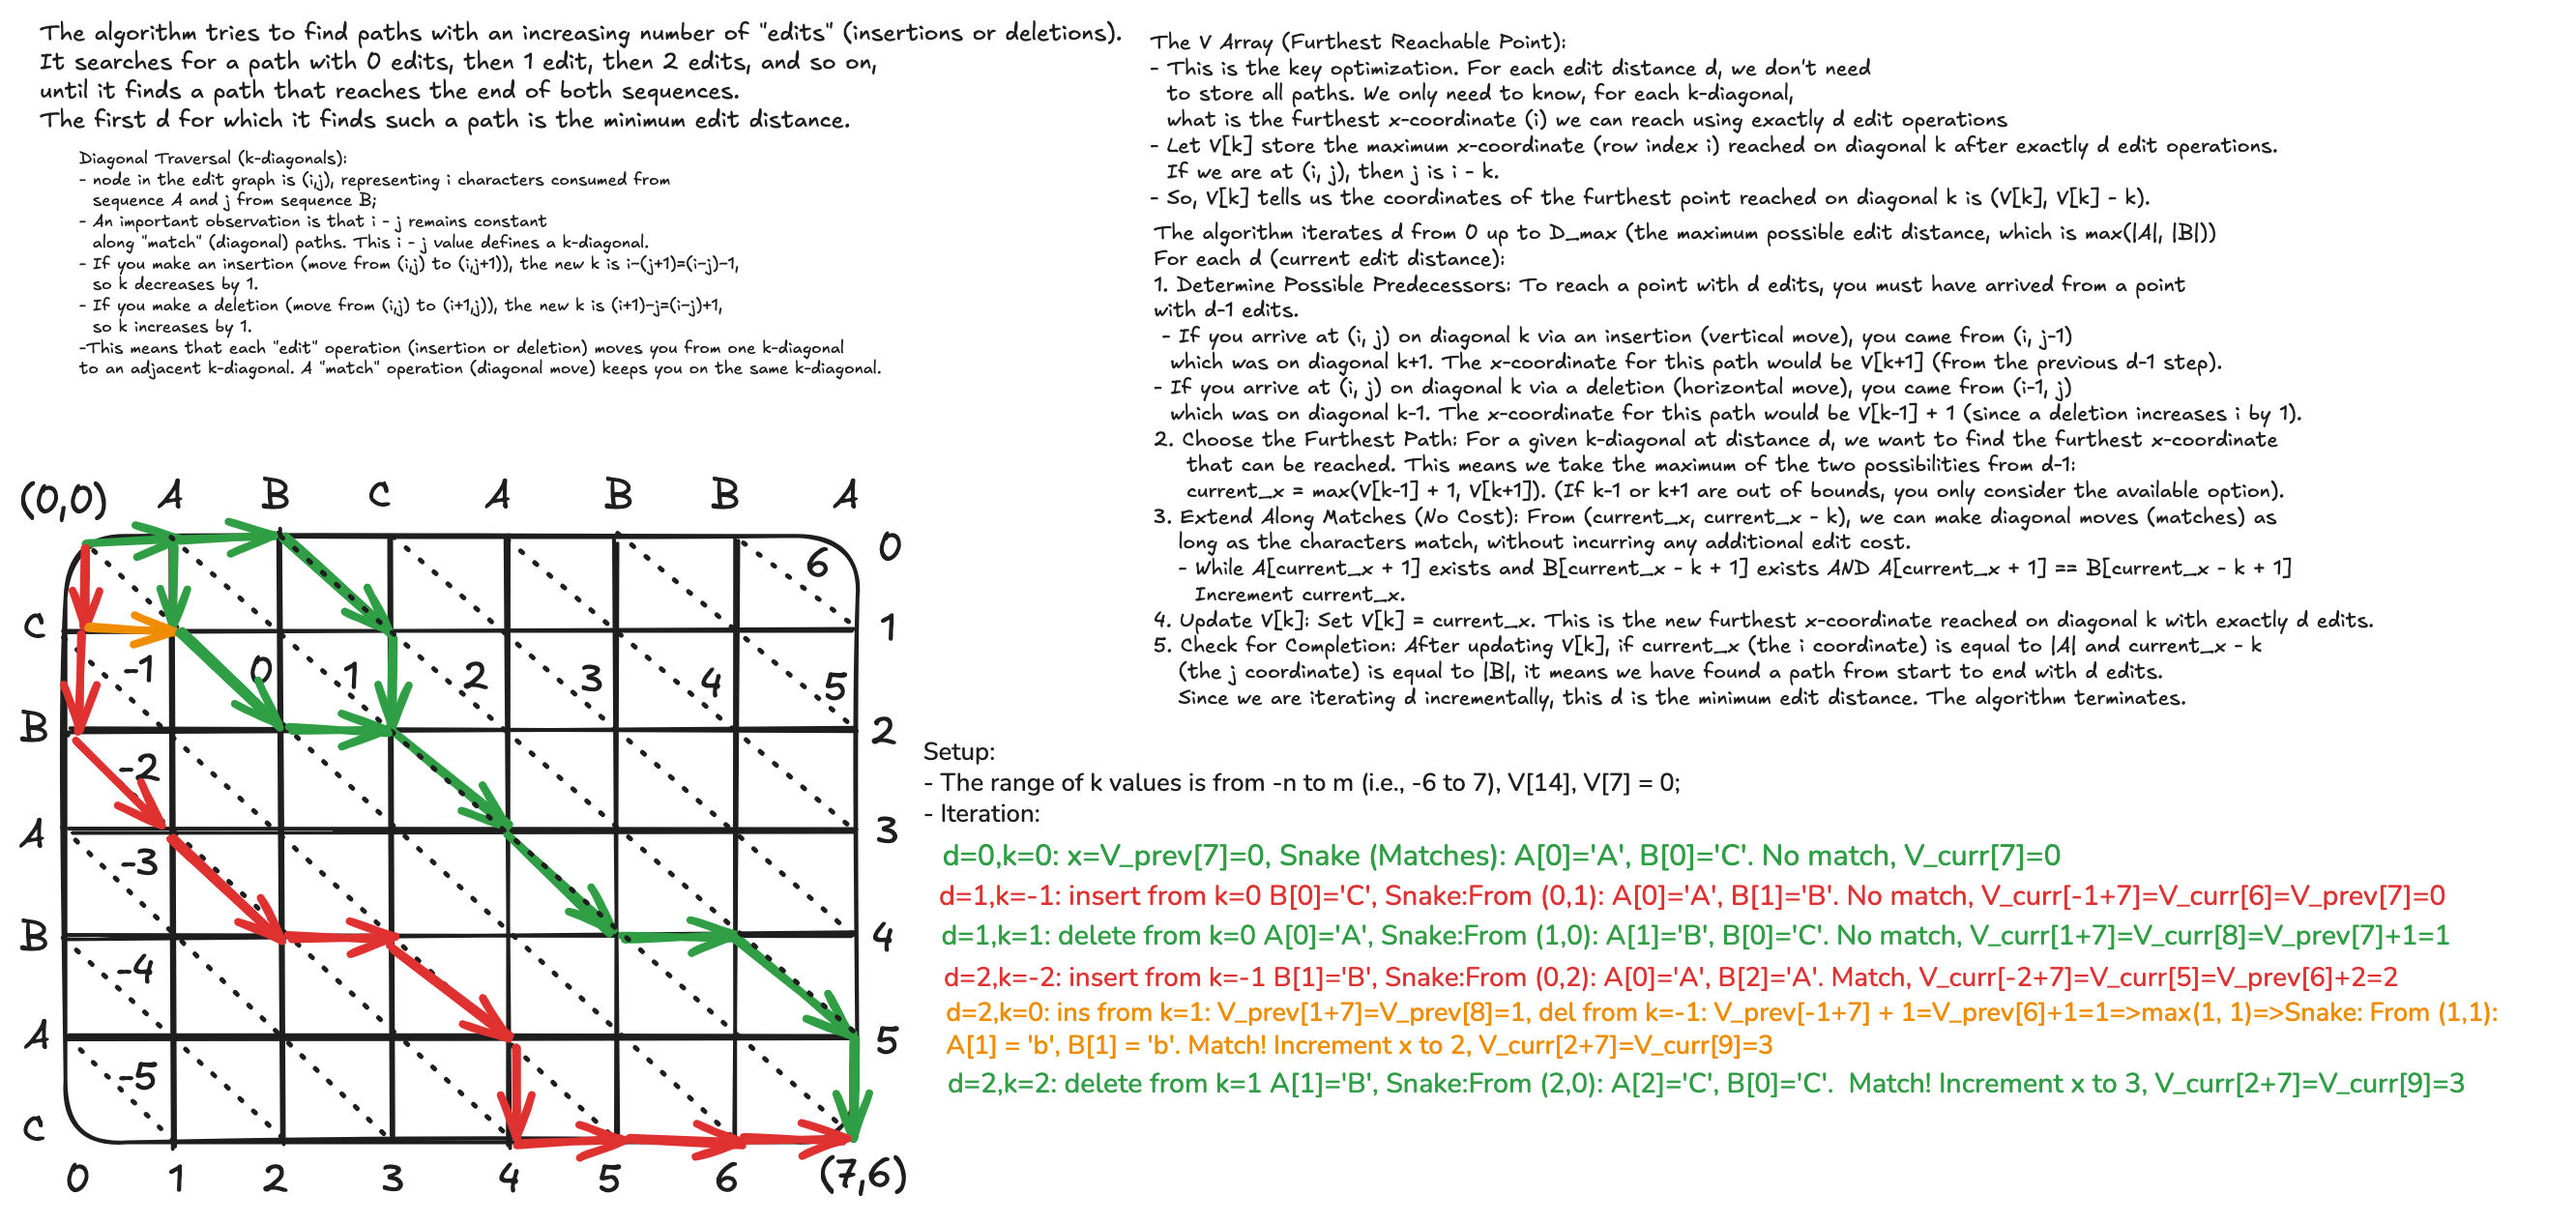 The algorithm tries to find paths with an increasing number of "edits" (insertions or deletions).
It searches for a path with 0 edits, then 1 edit, then 2 edits, and so on,
until it finds a path that reaches the end of both sequences.
The first d for which it finds such a path is the minimum edit distance.
Diagonal Traversal (k-diagonals):
- node in the edit graph is (i,j), representing i characters consumed from
sequence A and j from sequence B;
- An important observation is that i - j remains constant
along "match" (diagonal) paths. This i - j value defines a k-diagonal.
- If you make an insertion (move from (i,j) to (i,j+1)), the new k is i-(j+1)=(i-j)-1,
so k decreases by 1.
- If you make a deletion (move from (i,j) to (i+1,j)), the new k is (i+1)-j=(i-j)+1,
so k increases by 1.
-This means that each "edit" operation (insertion or deletion) moves you from one k-diagonal
to an adjacent k-diagonal. A "match" operation (diagonal move) keeps you on the same k-diagonal.
The V Array (Furthest Reachable Point):
- This is the key optimization. For each edit distance d, we don't need
to store all paths. We only need to know, for each k-diagonal,
what is the furthest x-coordinate (i) we can reach using exactly d edit operations
- Let V[k] store the maximum x-coordinate (row index i) reached on diagonal k after exactly d edit operations.
If we are at (i, j), then j is i - k.
- So, V[k] tells us the coordinates of the furthest point reached on diagonal k is (V[k], V[k] - k).
The algorithm iterates d from 0 up to D_max (the maximum possible edit distance, which is max(|A|, |B|))
For each d (current edit distance):
1. Determine Possible Predecessors: To reach a point with d edits, you must have arrived from a point
with d-1 edits.
- If you arrive at (i, j) on diagonal k via an insertion (vertical move), you came from (i, j-1)
which was on diagonal k+1. The x-coordinate for this path would be V[k+1] (from the previous d-1 step).
- If you arrive at (i, j) on diagonal k via a deletion (horizontal move), you came from (i-1, j)
which was on diagonal k-1. The x-coordinate for this path would be V[k-1] + 1 (since a deletion increases i by 1).
2. Choose the Furthest Path: For a given k-diagonal at distance d, we want to find the furthest x-coordinate
that can be reached. This means we take the maximum of the two possibilities from d-1:
current_x = max(V[k-1] + 1, V[k+1]). (If k-1 or k+1 are out of bounds, you only consider the available option).
3. Extend Along Matches (No Cost): From (current_x, current_x - k), we can make diagonal moves (matches) as
long as the characters match, without incurring any additional edit cost.
- While A[current_x + 1] exists and B[current_x - k + 1] exists AND A[current_x + 1] == B[current_x - k + 1]
Increment current_x.
4. Update V[k]: Set V[k] = current_x. This is the new furthest x-coordinate reached on diagonal k with exactly d edits.
5. Check for Completion: After updating V[k], if current_x (the i coordinate) is equal to |A| and current_x - k
(the j coordinate) is equal to |B|, it means we have found a path from start to end with d edits.
Since we are iterating d incrementally, this d is the minimum edit distance. The algorithm terminates.
(0,0) A B C A B B A
6 0
C 1
-1 0 1 2 3 4 5
B 2
-2
A 3
-3
B 4
-4
A 5
-5
C
0 1 2 3 4 5 6 (7,6)
Setup:
- The range of k values is from -n to m (i.e., -6 to 7), V[14], V[7] = 0;
- Iteration:
d=0,k=0: x=V_prev[7]=0, Snake (Matches): A[0]='A', B[0]='C'. No match, V_curr[7]=0
d=1,k=-1: insert from k=0 B[0]='C', Snake:From (0,1): A[0]='A', B[1]='B'. No match, V_curr[-1+7]=V_curr[6]=V_prev[7]=0
d=1,k=1: delete from k=0 A[0]='A', Snake:From (1,0): A[1]='B', B[0]='C'. No match, V_curr[1+7]=V_curr[8]=V_prev[7]+1=1
d=2,k=-2: insert from k=-1 B[1]='B', Snake:From (0,2): A[0]='A', B[2]='A'. Match, V_curr[-2+7]=V_curr[5]=V_prev[6]+2=2
d=2,k=0: ins from k=1: V_prev[1+7]=V_prev[8]=1, del from k=-1: V_prev[-1+7] + 1=V_prev[6]+1=1=>max(1, 1)=>Snake: From (1,1):
A[1] = 'b', B[1] = 'b'. Match! Increment x to 2, V_curr[2+7]=V_curr[9]=3
d=2,k=2: delete from k=1 A[1]='B', Snake:From (2,0): A[2]='C', B[0]='C'. Match! Increment x to 3, V_curr[2+7]=V_curr[9]=3